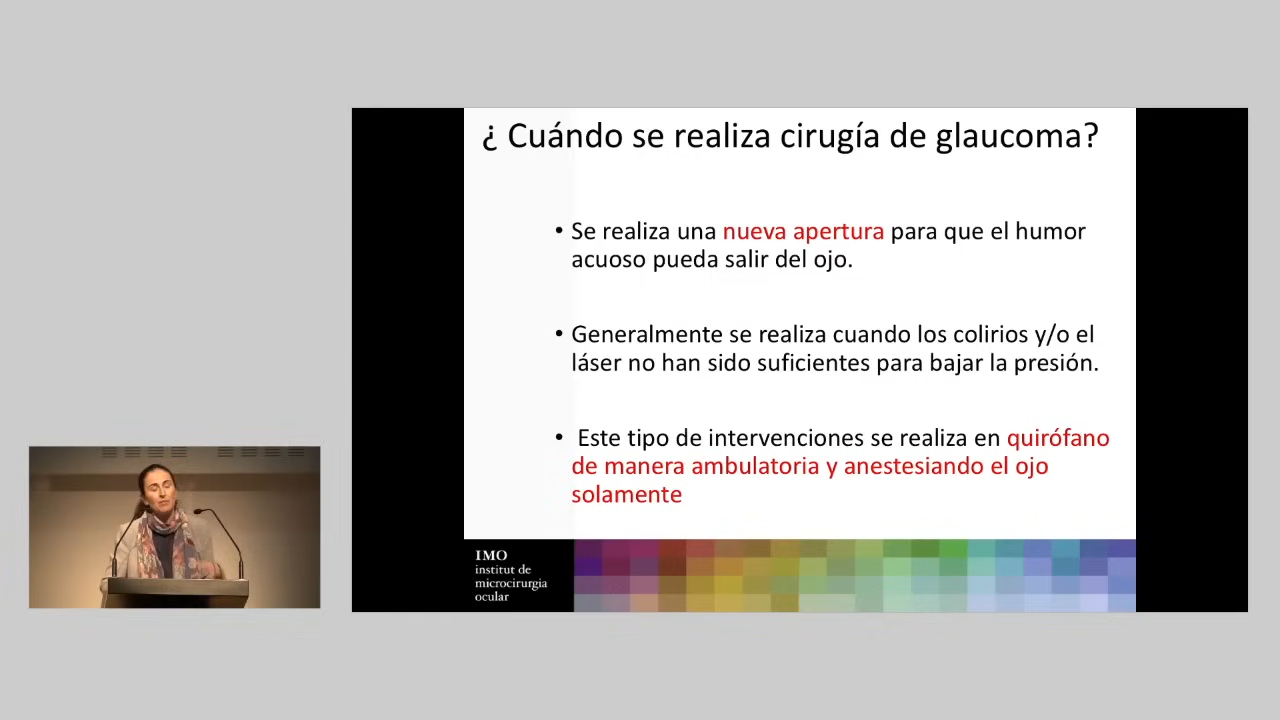 ¿ Cuándo se realiza cirugía de glaucoma?
• Se realiza una nueva apertura para que el humor
acuoso pueda salir del ojo.
• Generalmente se realiza cuando los colirios y/o el
láser no han sido suficientes para bajar la presión.
• Este tipo de intervenciones se realiza en quirófano
de manera ambulatoria y anestesiando el ojo
solamente
IMO
institut de
microcirurgia
ocular